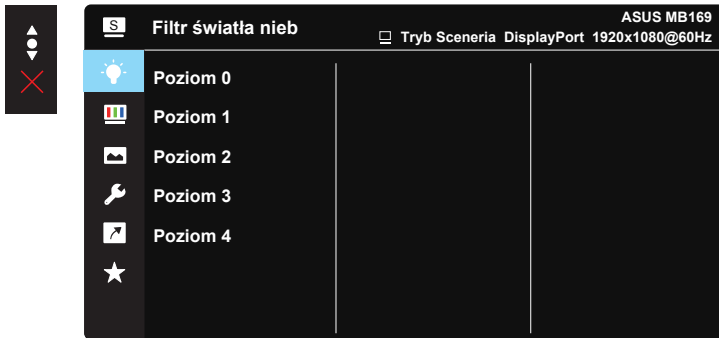 S
Filtr światła nieb
ASUS MB169
Tryb Sceneria DisplayPort 1920x1080@60Hz
Poziom 0
Poziom 1
Poziom 2
Poziom 3
Poziom 4